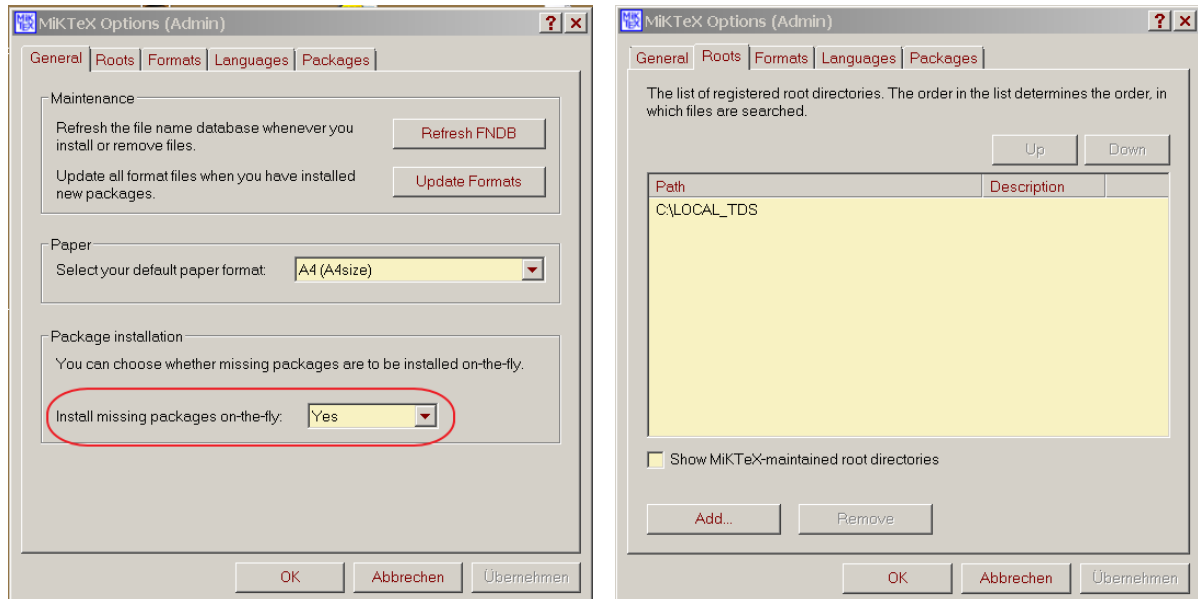 MiKTeX Options (Admin)
General Roots Formats Languages Packages
Maintenance
Refresh the file name database whenever you
install or remove files.
Refresh FNDB
Update all format files when you have installed
new packages.
Update Formats
Paper
Select your default paper format:
A4 (A4size)
Package installation
You can choose whether missing packages are to be installed on-the-fly.
Install missing packages on-the-fly:
Yes
OK Abbrechen Übernehmen
MiKTeX Options (Admin)
General Roots Formats Languages Packages
The list of registered root directories. The order in the list determines the order, in
which files are searched.
Up Down
Path Description
C:\LOCAL_TDS
Show MiKTeX-maintained root directories
Add... Remove
OK Abbrechen Übernehmen